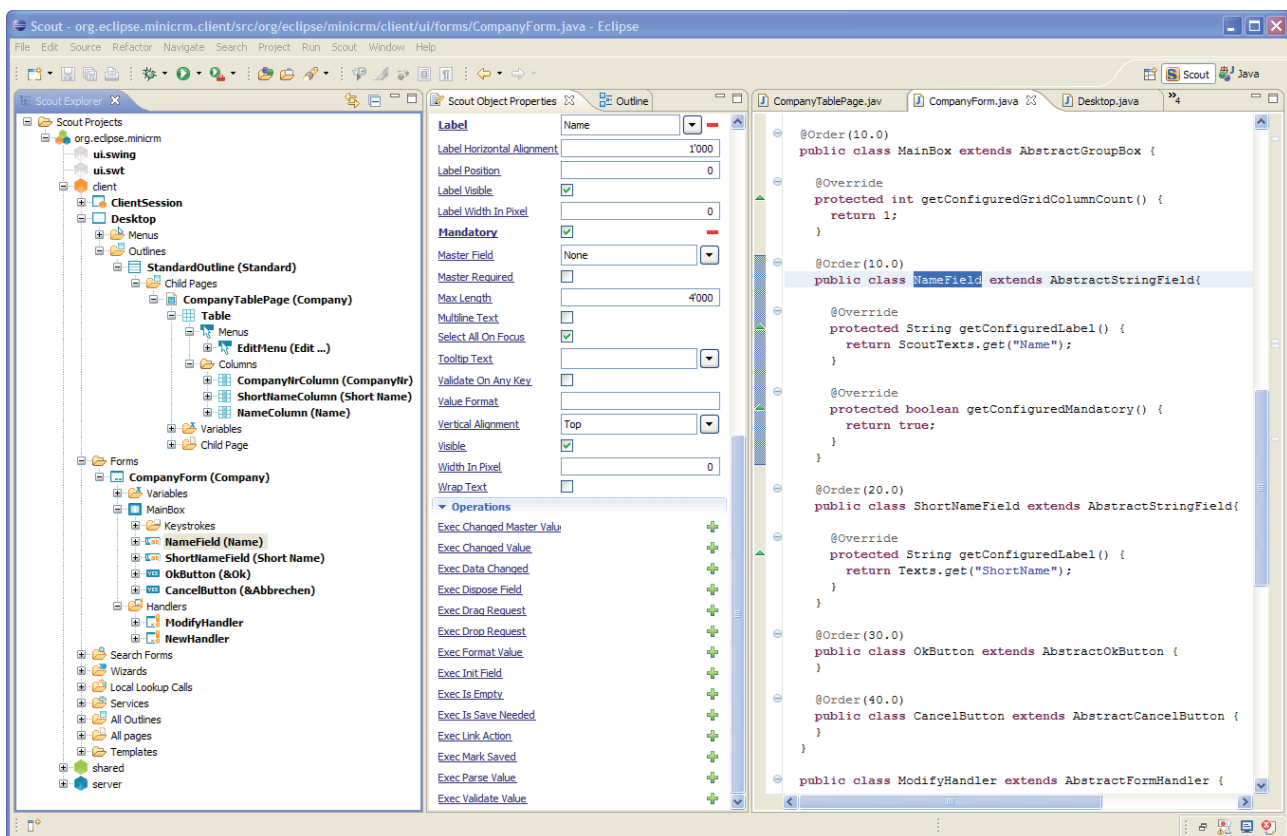 Scout - org.eclipse.minicrm.client/src/org/eclipse/minicrm/client/ui/forms/CompanyForm.java - Eclipse
File Edit Source Refactor Navigate Search Project Run Scout Window Help
Scout Java
Scout Explorer
Scout Projects
org.eclipse.minicrm
ui.swing
ui.swt
client
ClientSession
Desktop
Menus
Outlines
StandardOutline (Standard)
Child Pages
CompanyTablePage (Company)
Table
Menus
EditMenu (Edit ...)
Columns
CompanyNrColumn (CompanyNr)
ShortNameColumn (Short Name)
NameColumn (Name)
Variables
Child Page
Forms
CompanyForm (Company)
Variables
MainBox
Keystrokes
NameField (Name)
ShortNameField (Short Name)
OkButton (&Ok)
CancelButton (&Abbrechen)
Handlers
ModifyHandler
NewHandler
Search Forms
Wizards
Local Lookup Calls
Services
All Outlines
All pages
Templates
shared
server
Scout Object Properties Outline
Label Name
Label Horizontal Alignment 1'000
Label Position 0
Label Visible
Label Width In Pixel 0
Mandatory
Master Field None
Master Required
Max Length 4'000
Multiline Text
Select All On Focus
Tooltip Text
Validate On Any Key
Value Format
Vertical Alignment Top
Visible
Width In Pixel 0
Wrap Text
Operations
Exec Changed Master Valu
Exec Changed Value
Exec Data Changed
Exec Dispose Field
Exec Drag Request
Exec Drop Request
Exec Format Value
Exec Init Field
Exec Is Empty
Exec Is Save Needed
Exec Link Action
Exec Mark Saved
Exec Parse Value
Exec Validate Value
CompanyTablePage.jav CompanyForm.java Desktop.java »4
@Order(10.0)
public class MainBox extends AbstractGroupBox {
@Override
protected int getConfiguredGridColumnCount() {
return 1;
}
@Order(10.0)
public class NameField extends AbstractStringField{
@Override
protected String getConfiguredLabel() {
return ScoutTexts.get("Name");
}
@Override
protected boolean getConfiguredMandatory() {
return true;
}
}
@Order(20.0)
public class ShortNameField extends AbstractStringField{
@Override
protected String getConfiguredLabel() {
return Texts.get("ShortName");
}
}
@Order(30.0)
public class OkButton extends AbstractOkButton {
}
@Order(40.0)
public class CancelButton extends AbstractCancelButton {
}
}
public class ModifyHandler extends AbstractFormHandler {